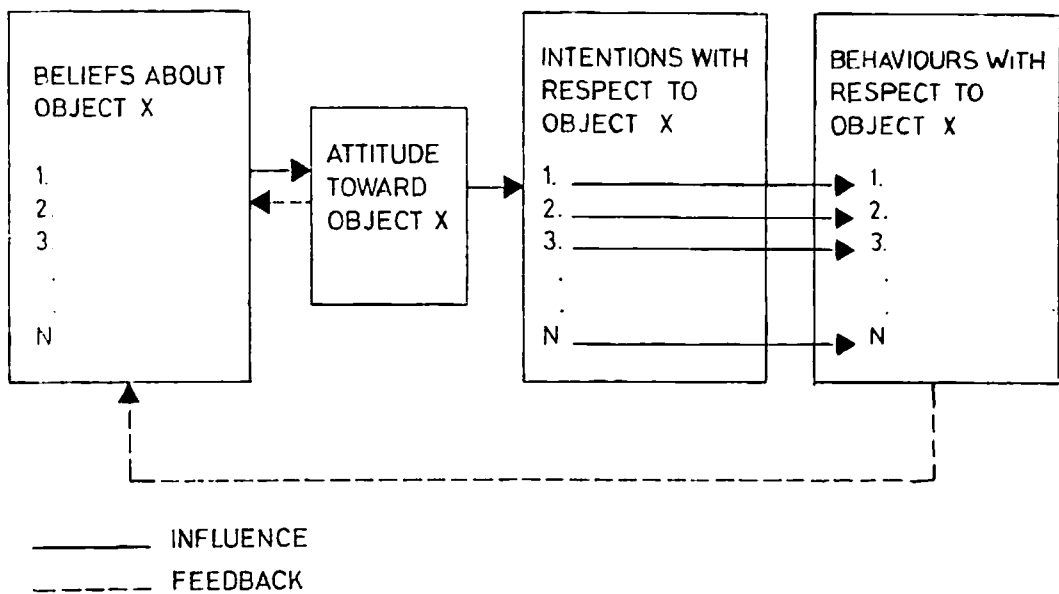 BELIEFS ABOUT
OBJECT X
1.
2.
3
.
.
N
ATTITUDE
TOWARD
OBJECT X
INTENTIONS WITH
RESPECT TO
OBJECT X
1.
2.
3.
.
.
N
BEHAVIOURS WITH
RESPECT TO
OBJECT X
1.
2.
3.
.
.
N
INFLUENCE
FEEDBACK